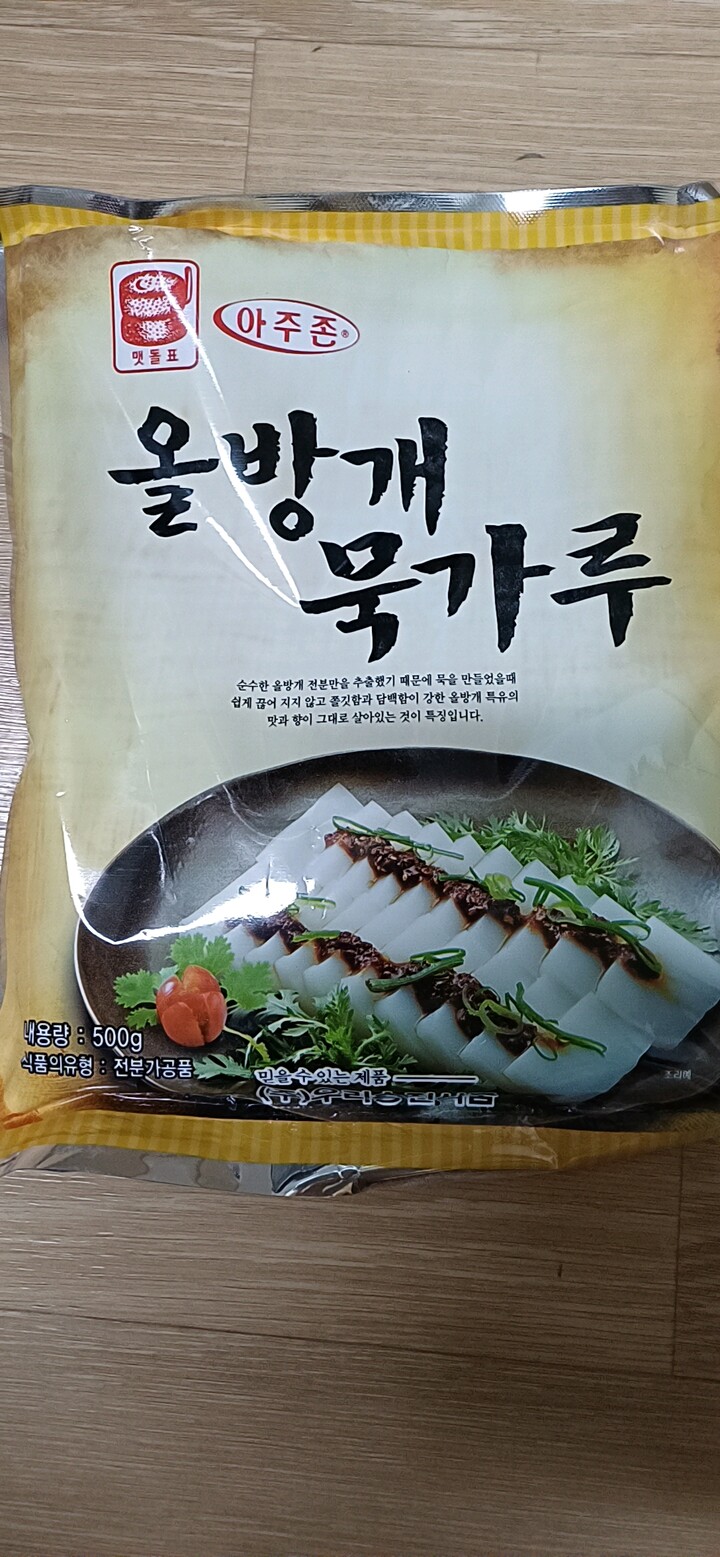 맷돌표
아주존®
올방개
묵가루
순수한 올방개 전분만을 추출했기 때문에 묵을 만들었을때
쉽게 끊어 지지 않고 쫄깃함과 담백함이 강한 올방개 특유의
맛과 향이 그대로 살아있는 것이 특징입니다.
내용량 : 500g
식품의유형 : 전분가공품
믿을 수 있는 제품
조리예